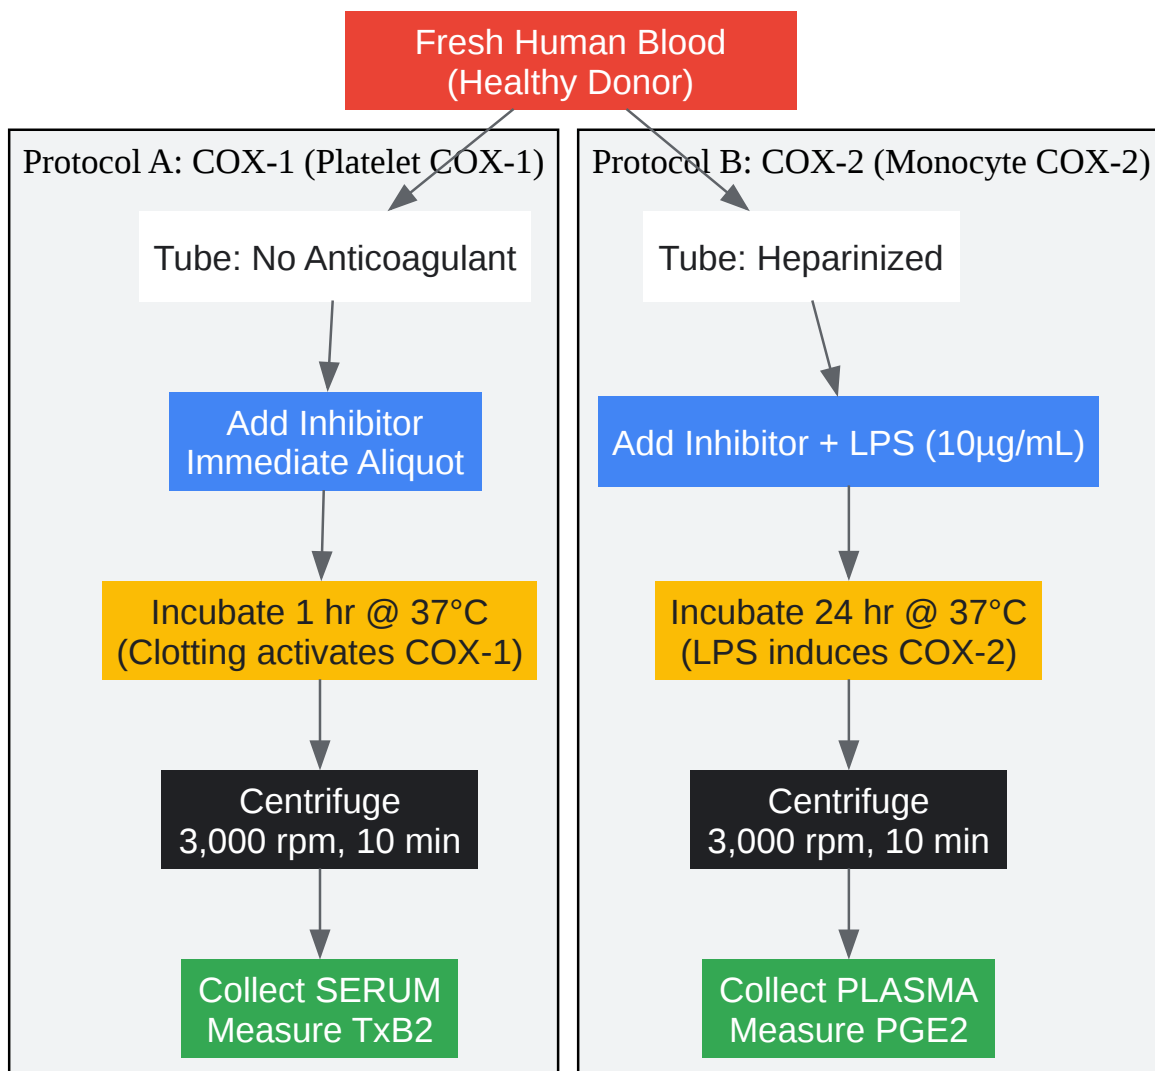 Fresh Human Blood
(Healthy Donor)
Protocol A: COX-1 (Platelet COX-1)
Tube: No Anticoagulant
Add Inhibitor
Immediate Aliquot
Incubate 1 hr @ 37°C
(Clotting activates COX-1)
Centrifuge
3,000 rpm, 10 min
Collect SERUM
Measure TxB2
Protocol B: COX-2 (Monocyte COX-2)
Tube: Heparinized
Add Inhibitor + LPS (10µg/mL)
Incubate 24 hr @ 37°C
(LPS induces COX-2)
Centrifuge
3,000 rpm, 10 min
Collect PLASMA
Measure PGE2